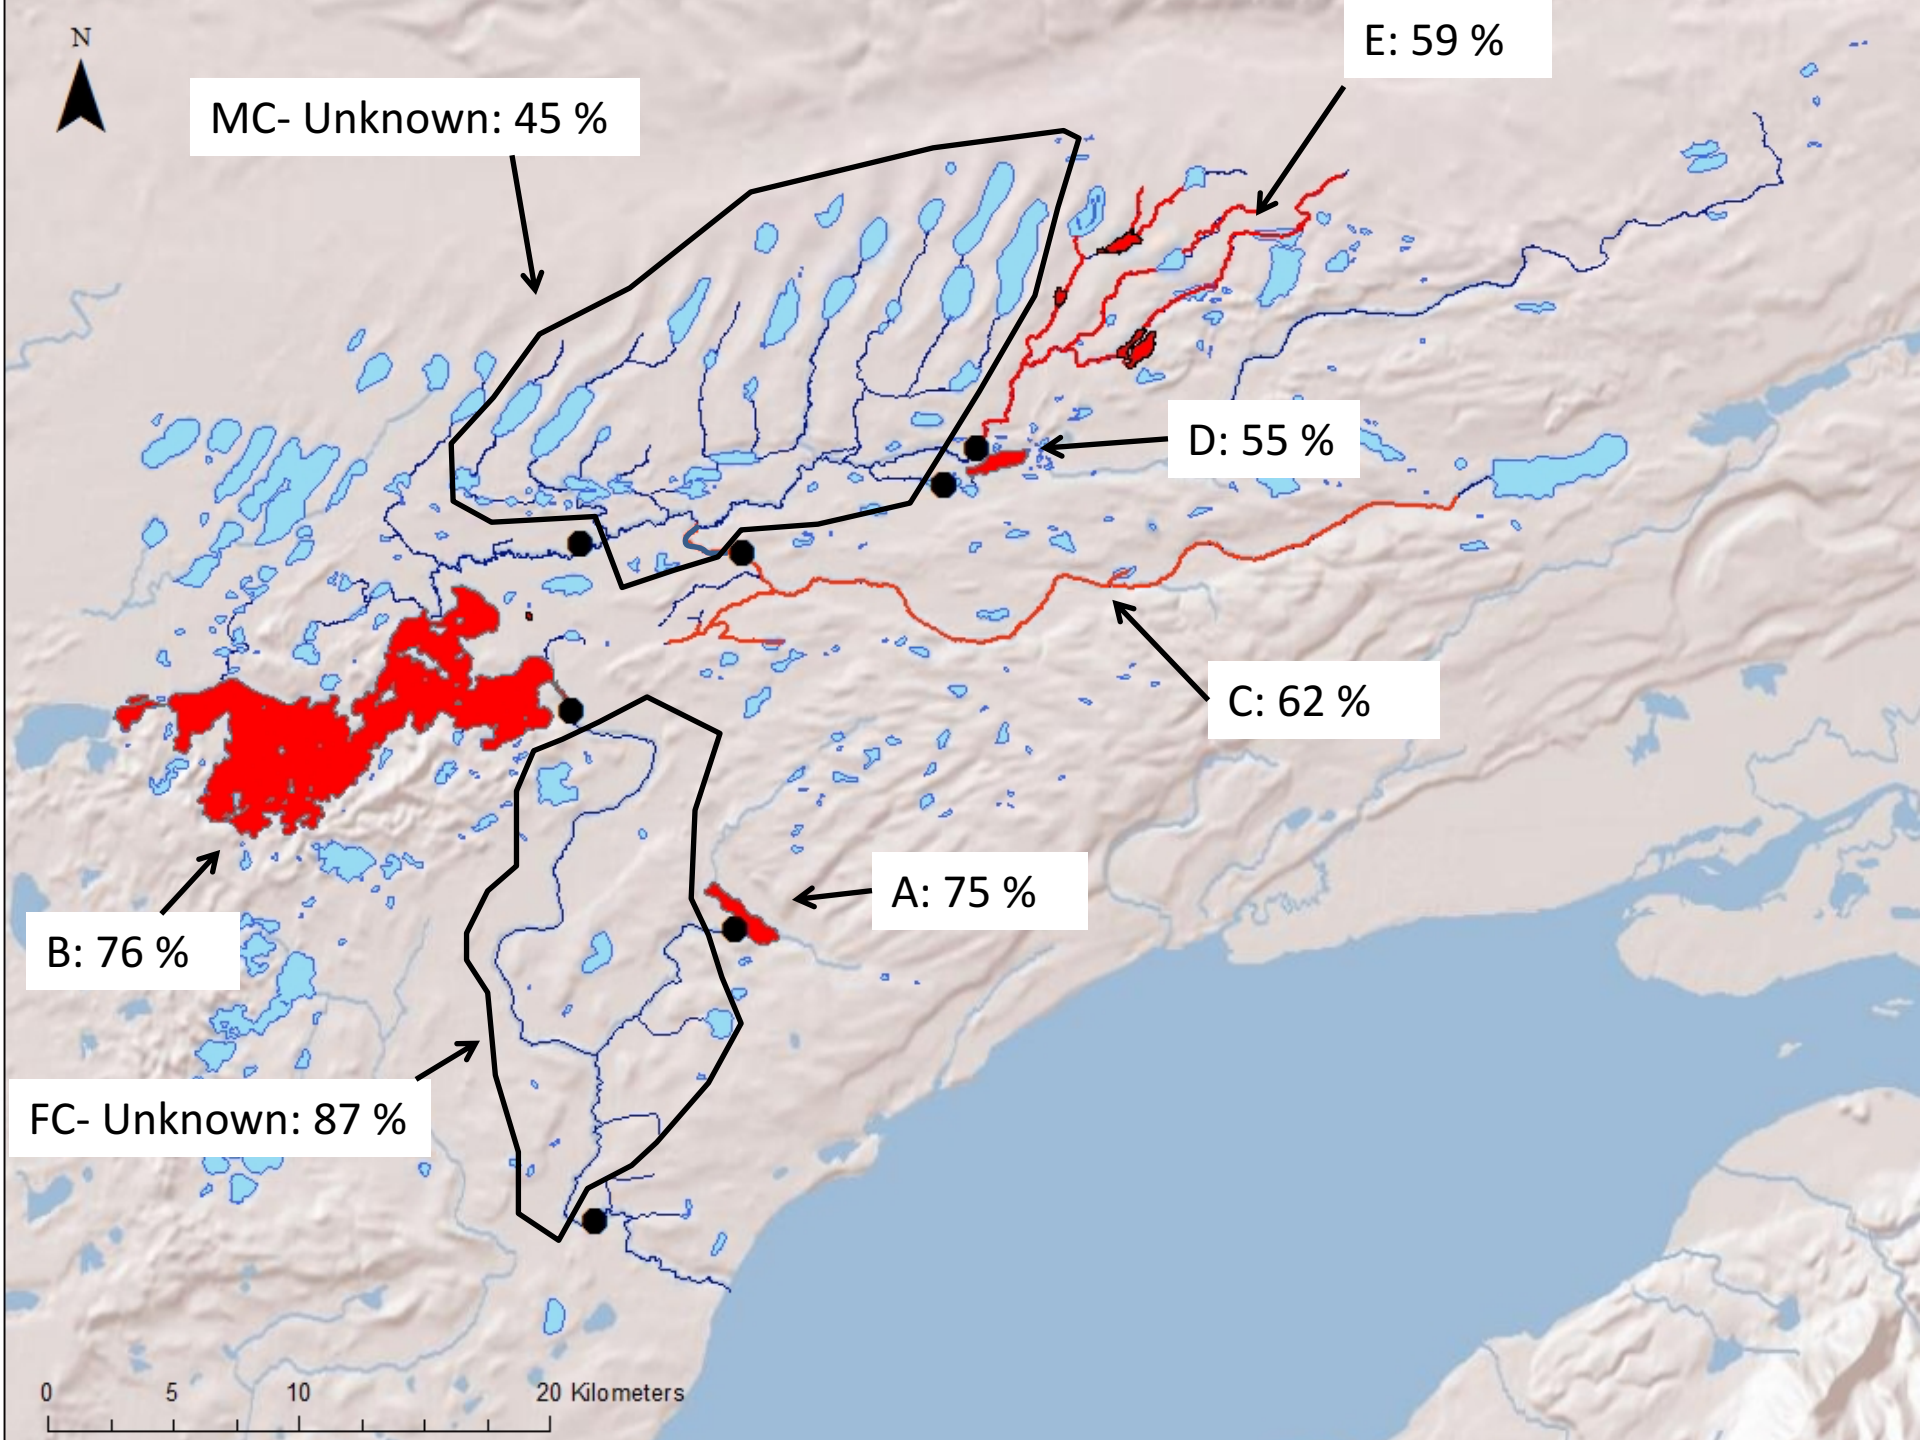 N
E: 59 %
MC- Unknown: 45 %
D: 55 %
C: 62 %
A: 75 %
B: 76 %
FC- Unknown: 87 %
0 5 10 20 Kilometers